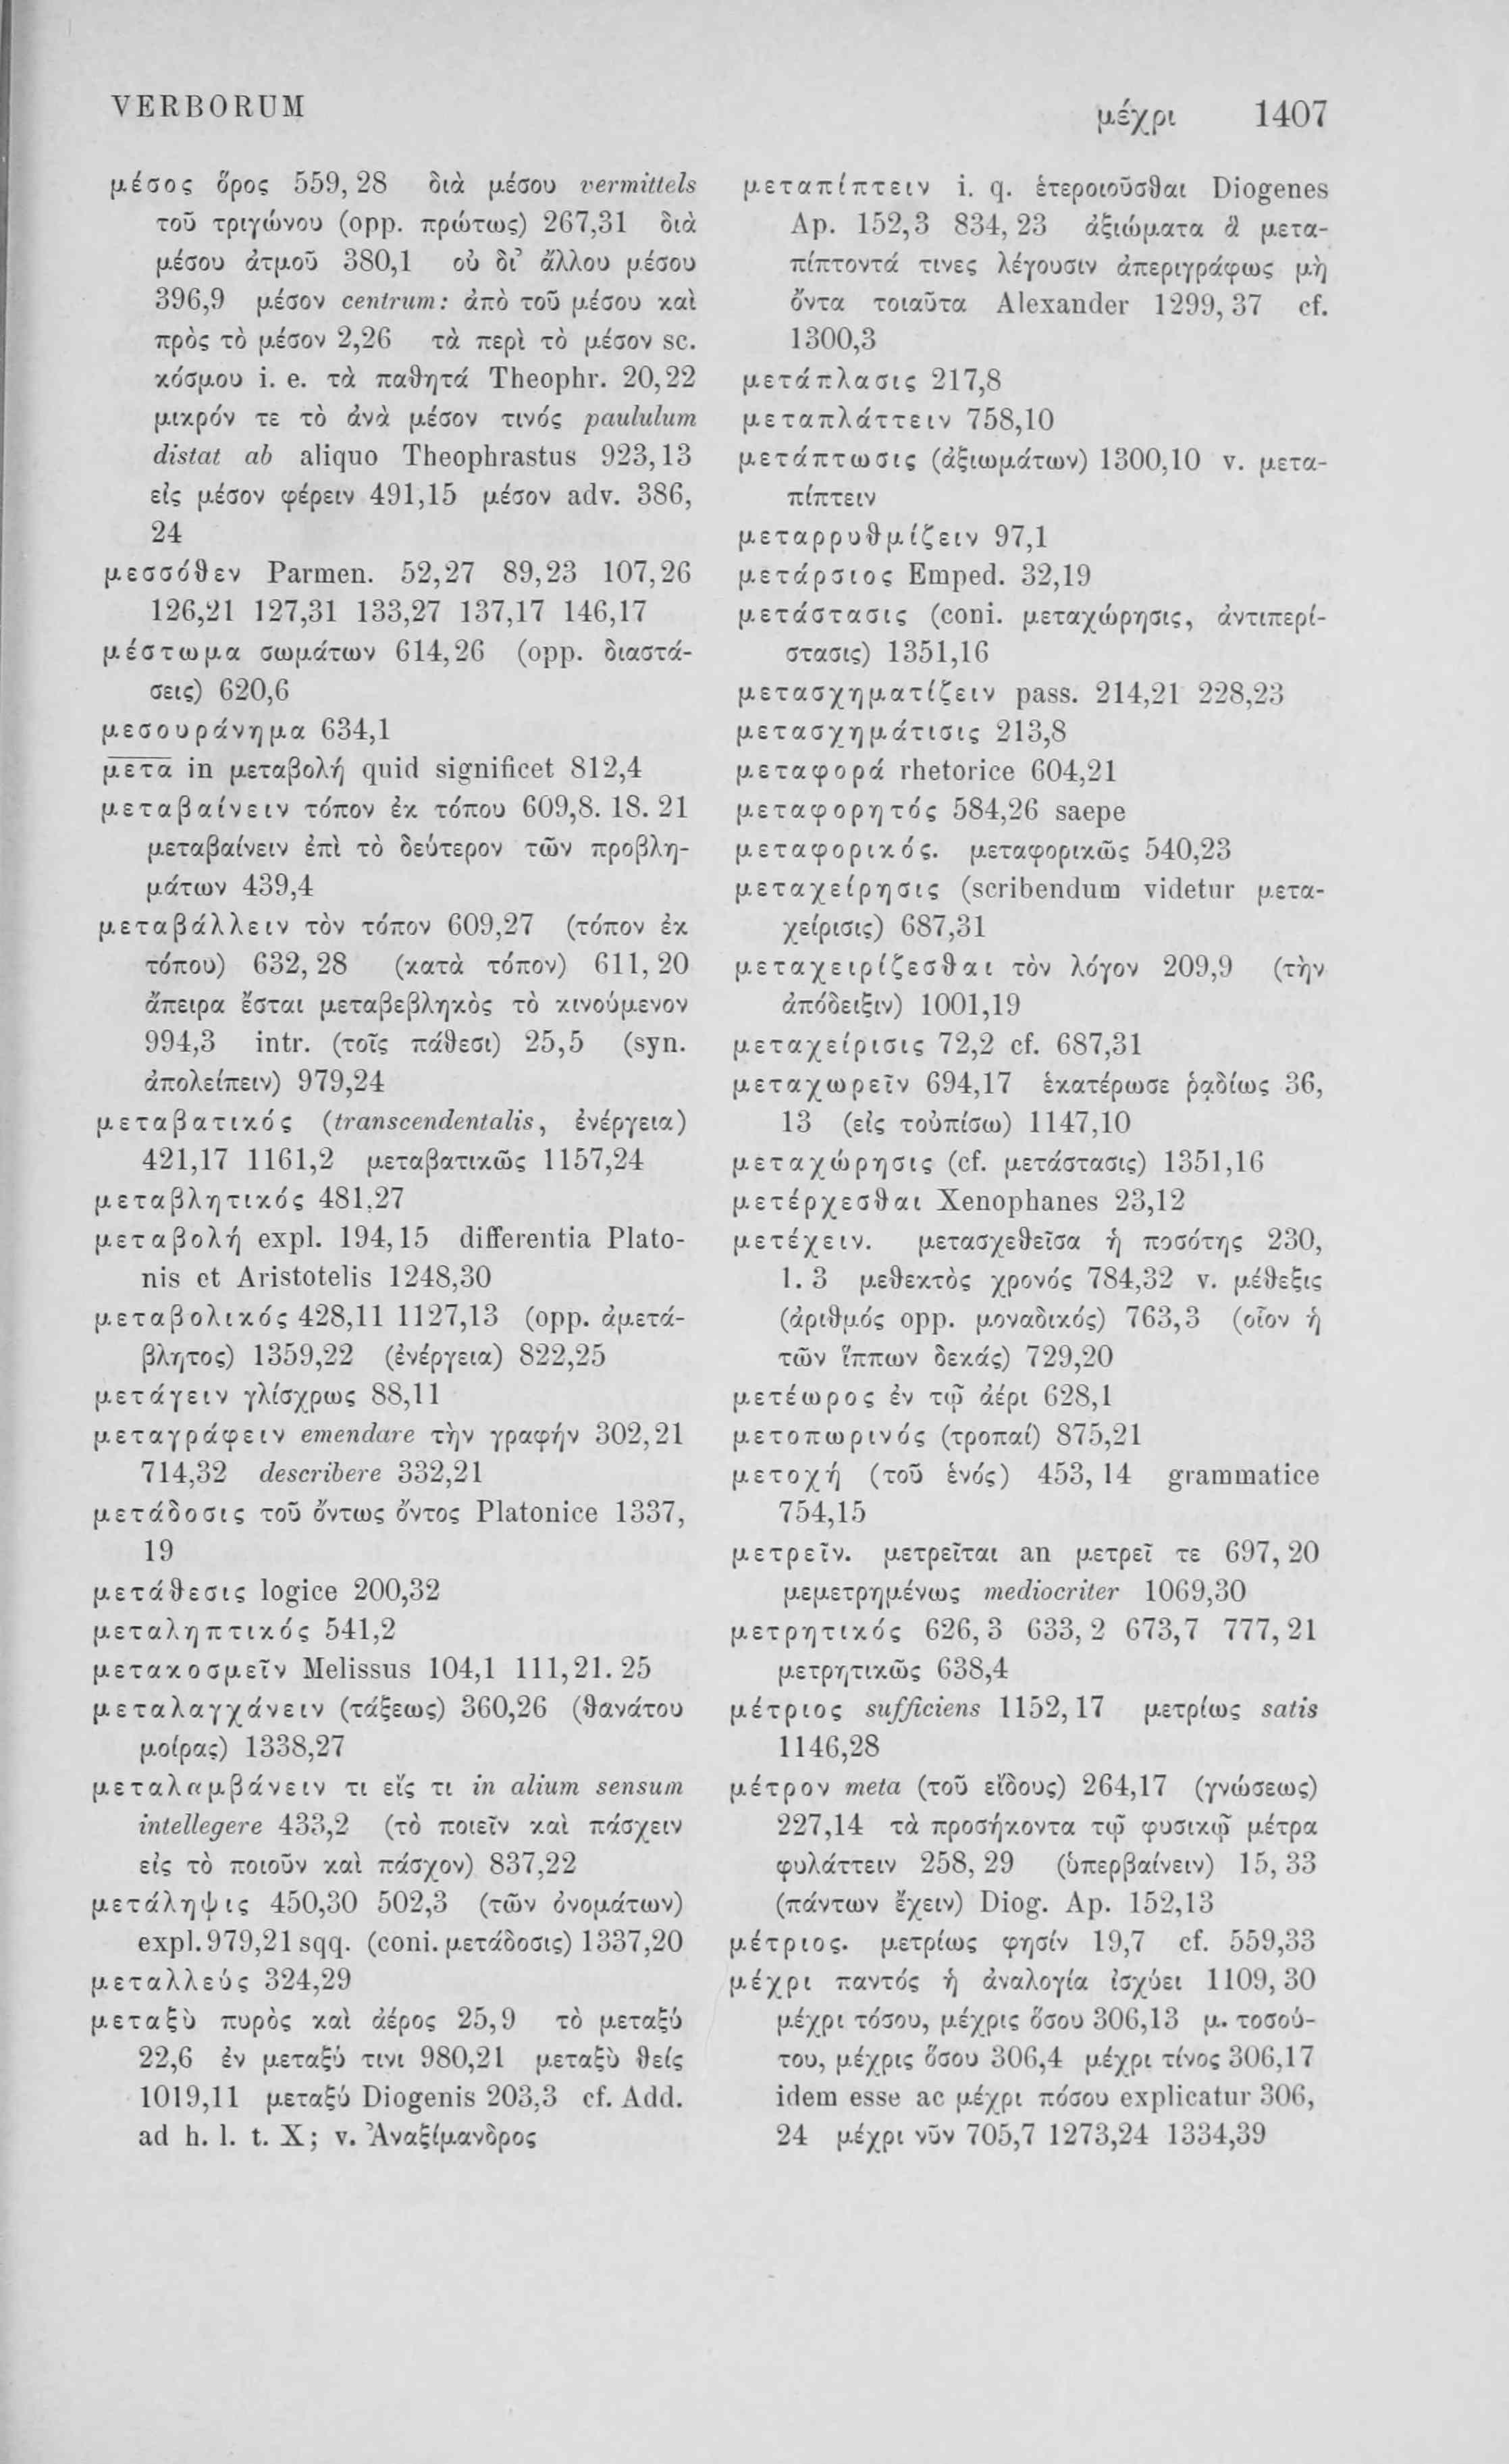 VERBORUM
μέχρι 1407
μέσος ὅρος 559, 28 διὰ μέσου vermittels
τοῦ τριγώνου (opp. πρώτως) 267,31 διὰ
μέσου ἀτμοῦ 380,1 οὐ δι’ ἄλλου μέσου
396,9 μέσον centrum: ἀπὸ τοῦ μέσου καὶ
πρὸς τὸ μέσον 2,26 τὰ περὶ τὸ μέσον sc.
κόσμου i. e. τὰ παθητά Theophr. 20,22
μικρόν τε τὸ ἀνὰ μέσον τινός paululum
distat ab aliquo Theophrastus 923,13
εἰς μέσον φέρειν 491,15 μέσον adv. 386,
24
μεσσόθεν Parmen. 52,27 89,23 107,26
126,21 127,31 133,27 137,17 146,17
μέστωμα σωμάτων 614,26 (opp. διαστά-
σεις) 620,6
μεσουράνημα 634,1
μετα in μεταβολή quid significet 812,4
μεταβαίνειν τόπον ἐκ τόπου 609,8. 18. 21
μεταβαίνειν ἐπὶ τὸ δεύτερον τῶν προβλη-
μάτων 439,4
μεταβάλλειν τὸν τόπον 609,27 (τόπον ἐκ
τόπου) 632, 28 (κατὰ τόπον) 611, 20
ἄπειρα ἔσται μεταβεβληκὸς τὸ κινούμενον
994,3 intr. (τοῖς πάθεσι) 25,5 (syn.
ἀπολείπειν) 979,24
μεταβατικός (transcendentalis, ἐνέργεια)
421,17 1161,2 μεταβατικῶς 1157,24
μεταβλητικός 481,27
μεταβολή expl. 194,15 differentia Plato-
nis et Aristotelis 1248,30
μεταβολικός 428,11 1127,13 (opp. ἀμετά-
βλητος) 1359,22 (ἐνέργεια) 822,25
μετάγειν γλίσχρως 88,11
μεταγράφειν emendare τὴν γραφήν 302,21
714,32 describere 332,21
μετάδοσις τοῦ ὄντως ὄντος Platonice 1337,
19
μετάθεσις logice 200,32
μεταληπτικός 541,2
μετακοσμεῖν Melissus 104,1 111,21. 25
μεταλαγχάνειν (τάξεως) 360,26 (θανάτου
μοίρας) 1338,27
μεταλαμβάνειν τι εἴς τι in alium sensum
intellegere 433,2 (τὸ ποιεῖν καὶ πάσχειν
εἰς τὸ ποιοῦν καὶ πάσχον) 837,22
μετάληψις 450,30 502,3 (τῶν ὀνομάτων)
expl. 979,21 sqq. (coni. μετάδοσις) 1337,20
μεταλλεύς 324,29
μεταξὺ πυρὸς καὶ ἀέρος 25,9 τὸ μεταξύ
22,6 ἐν μεταξύ τινι 980,21 μεταξὺ θείς
1019,11 μεταξύ Diogenis 203,3 cf. Add.
ad h. l. t. X; v. Ἀναξίμανδρος
μεταπίπτειν i. q. ἑτεροιοῦσθαι Diogenes
Ap. 152,3 834, 23 ἀξιώματα ἃ μετα-
πίπτοντά τινες λέγουσιν ἀπεριγράφως μὴ
ὄντα τοιαῦτα Alexander 1299, 37 cf.
1300,3
μετάπλασις 217,8
μεταπλάττειν 758,10
μετάπτωσις (ἀξιωμάτων) 1300,10 v. μετα-
πίπτειν
μεταρρυθμίζειν 97,1
μετάρσιος Emped. 32,19
μετάστασις (coni. μεταχώρησις, ἀντιπερί-
στασις) 1351,16
μετασχηματίζειν pass. 214,21 228,23
μετασχημάτισις 213,8
μεταφορά rhetorice 604,21
μεταφορητός 584,26 saepe
μεταφορικός. μεταφορικῶς 540,23
μεταχείρησις (scribendum videtur μετα-
χείρισις) 687,31
μεταχειρίζεσθαι τὸν λόγον 209,9 (τὴν
ἀπόδειξιν) 1001,19
μεταχείρισις 72,2 cf. 687,31
μεταχωρεῖν 694,17 ἑκατέρωσε ῥᾳδίως 36,
13 (εἰς τοὐπίσω) 1147,10
μεταχώρησις (cf. μετάστασις) 1351,16
μετέρχεσθαι Xenophanes 23,12
μετέχειν. μετασχεθεῖσα ἡ ποσότης 230,
1. 3 μεθεκτὸς χρονός 784,32 v. μέθεξις
(ἀριθμός opp. μοναδικός) 763,3 (οἷον ἡ
τῶν ἵππων δεκάς) 729,20
μετέωρος ἐν τῷ ἀέρι 628,1
μετοπωρινός (τροπαί) 875,21
μετοχή (τοῦ ἑνός) 453, 14 grammatice
754,15
μετρεῖν. μετρεῖται an μετρεῖ τε 697, 20
μεμετρημένως mediocriter 1069,30
μετρητικός 626, 3 633, 2 673,7 777, 21
μετρητικῶς 638,4
μέτριος sufficiens 1152, 17 μετρίως satis
1146,28
μέτρον meta (τοῦ εἴδους) 264,17 (γνώσεως)
227,14 τὰ προσήκοντα τῷ φυσικῷ μέτρα
φυλάττειν 258, 29 (ὑπερβαίνειν) 15, 33
(πάντων ἔχειν) Diog. Ap. 152,13
μέτριος. μετρίως φησίν 19,7 cf. 559,33
μέχρι παντός ἡ ἀναλογία ἰσχύει 1109, 30
μέχρι τόσου, μέχρις ὅσου 306,13 μ. τοσού-
του, μέχρις ὅσου 306,4 μέχρι τίνος 306,17
idem esse ac μέχρι πόσου explicatur 306,
24 μέχρι νῦν 705,7 1273,24 1334,39